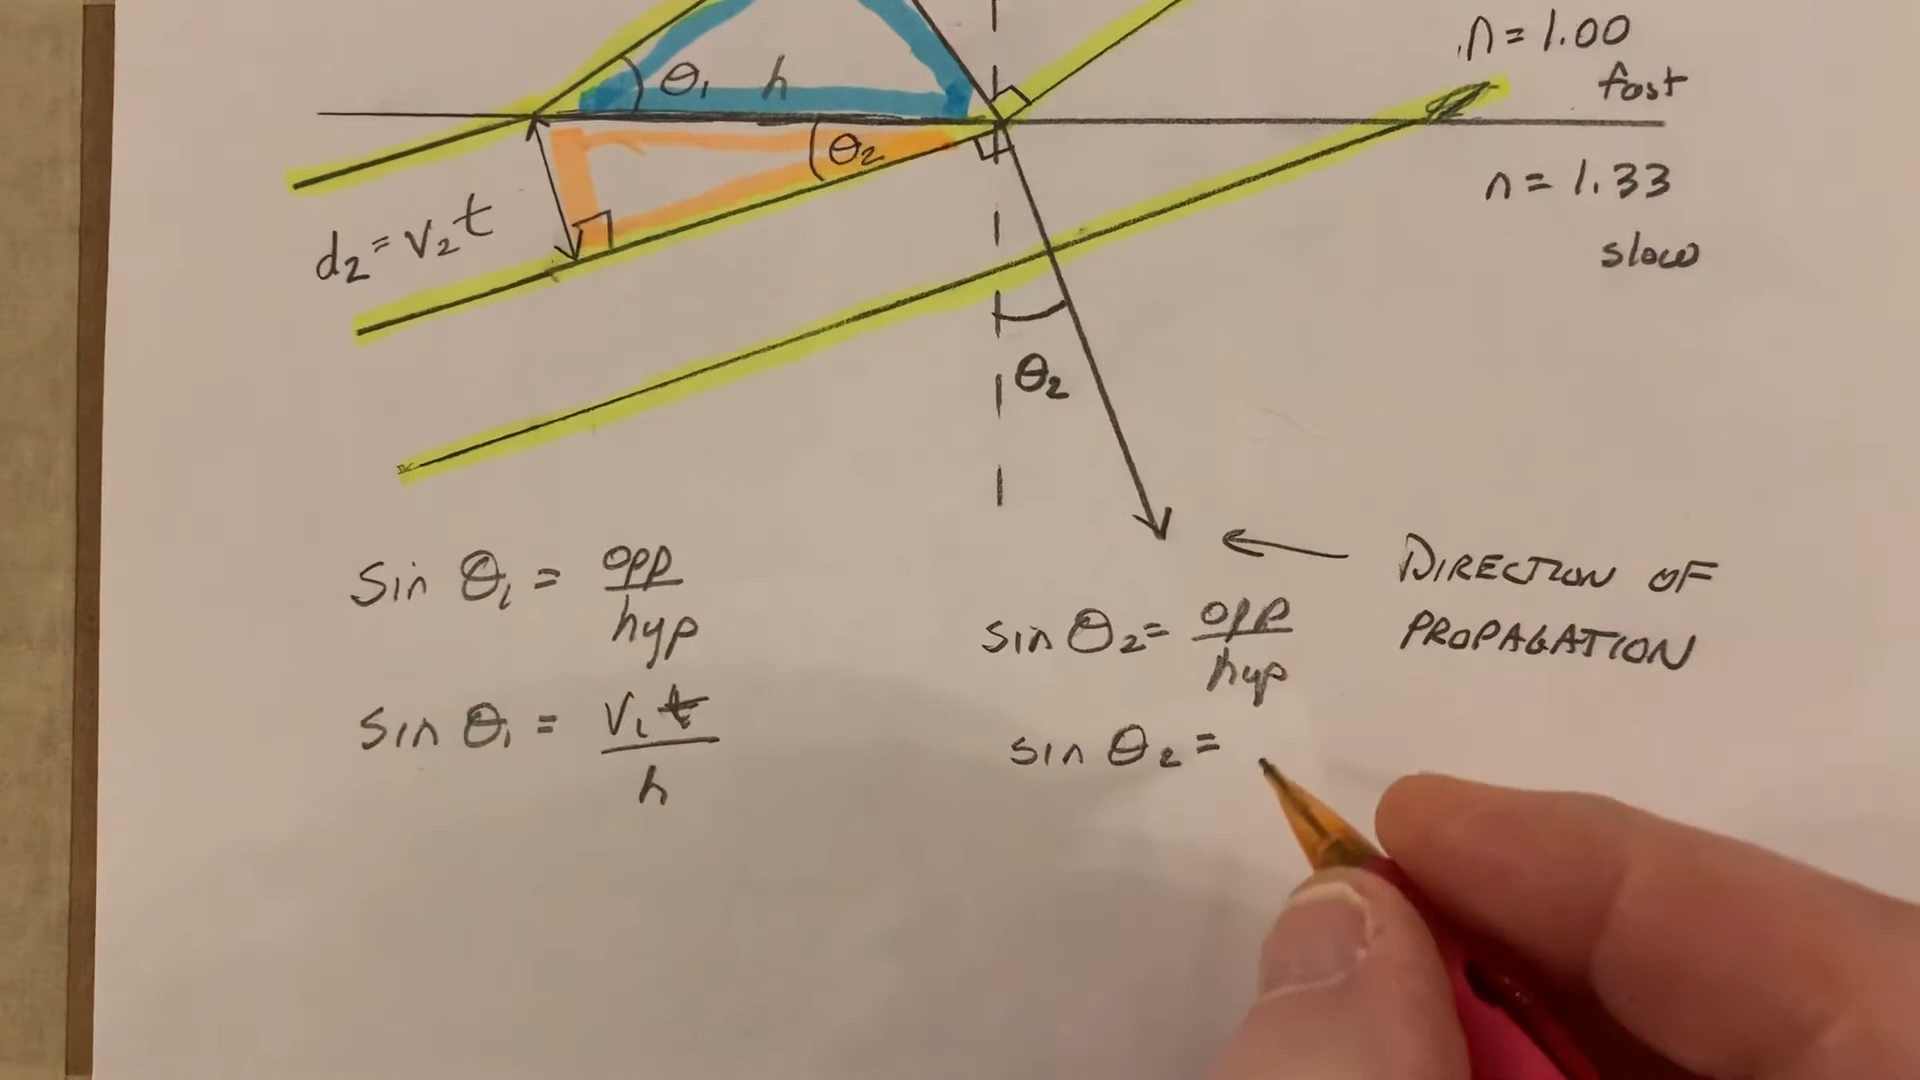 n = 1.00
fast
θ₁ h
θ₂
n = 1.33
slow
d₂ = v₂t
θ₂
sin θ₁ = opp/hyp
DIRECTION OF
PROPAGATION
sin θ₂ = opp/hyp
sin θ₁ = v₁t/h
sin θ₂ =